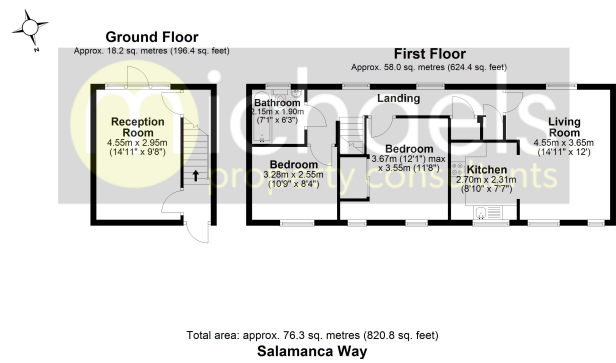 N
Ground Floor
Approx. 18.2 sq. metres (196.4 sq. feet)
Reception
Room
4.55m x 2.95m
(14'11" x 9'8")
First Floor
Approx. 58.0 sq. metres (624.4 sq. feet)
Bathroom
2.15m x 1.90m
(7'1" x 6'3")
Landing
Bedroom
3.28m x 2.55m
(10'9" x 8'4")
Bedroom
3.67m (12'1") max
x 3.55m (11'8")
Kitchen
2.70m x 2.31m
(8'10" x 7'7")
Living
Room
4.55m x 3.65m
(14'11" x 12')
michaels
property consultants
Total area: approx. 76.3 sq. metres (820.8 sq. feet)
Salamanca Way